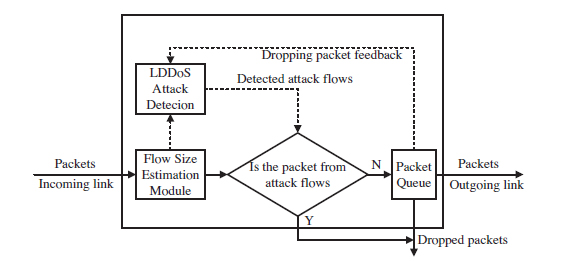 Dropping packet feedback
LDDoS
Attack
Detecion
Detected attack flows
Packets
Incoming link
Flow Size
Estimation
Module
Is the packet from
attack flows
N
Y
Packet
Queue
Packets
Outgoing link
Dropped packets